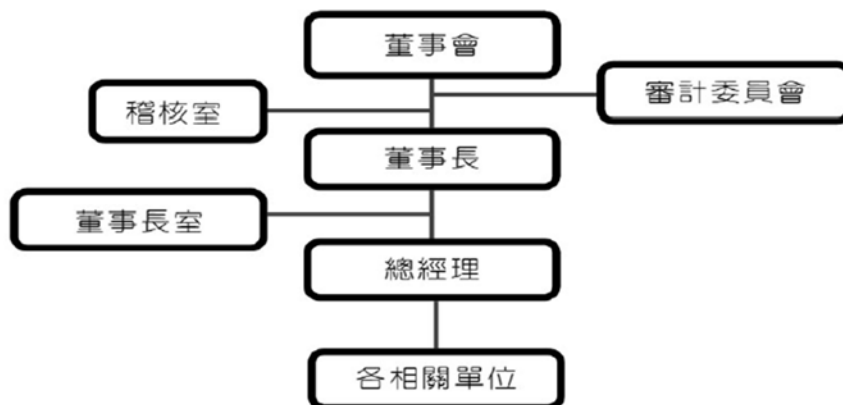 董事會
審計委員會
稽核室
董事長
董事長室
總經理
各相關單位